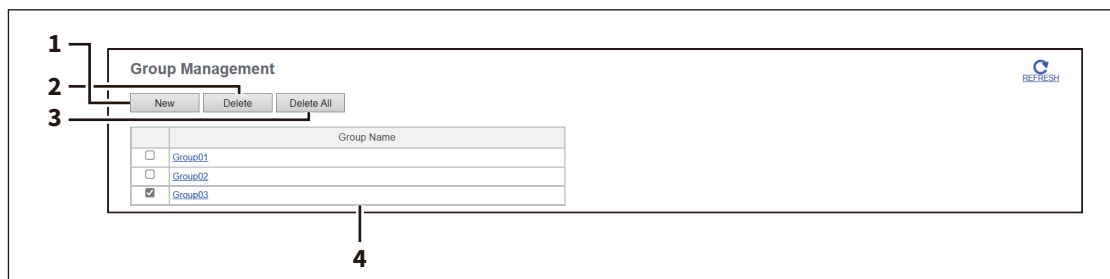 1
Group Management
REFRESH
2
New Delete Delete All
3
Group Name
Group01
Group02
Group03
4